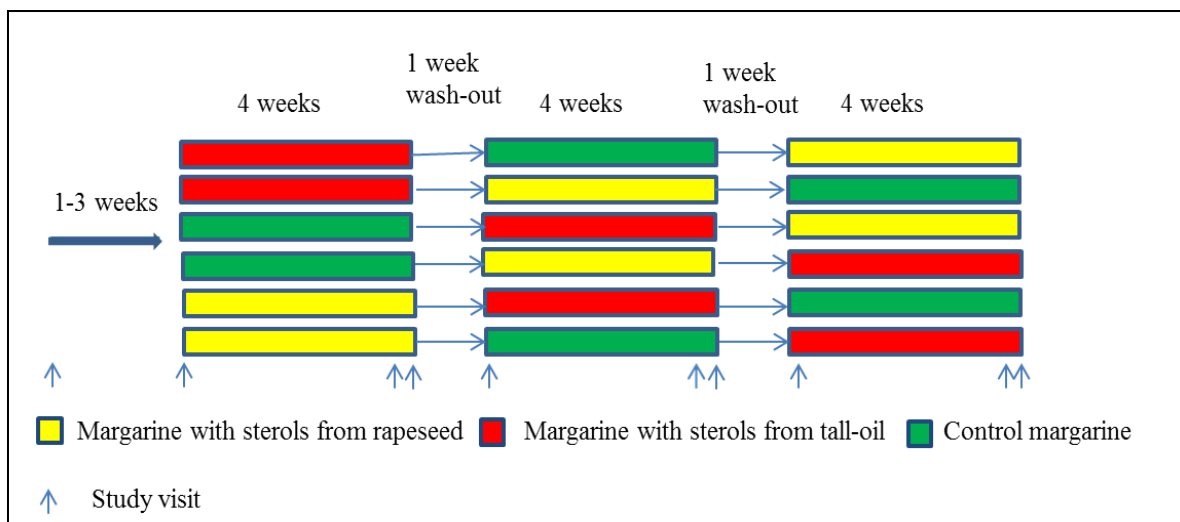 1 week
wash-out
1 week
wash-out
4 weeks
4 weeks
4 weeks
1-3 weeks
Margarine with sterols from rapeseed
Margarine with sterols from tall-oil
Control margarine
Study visit